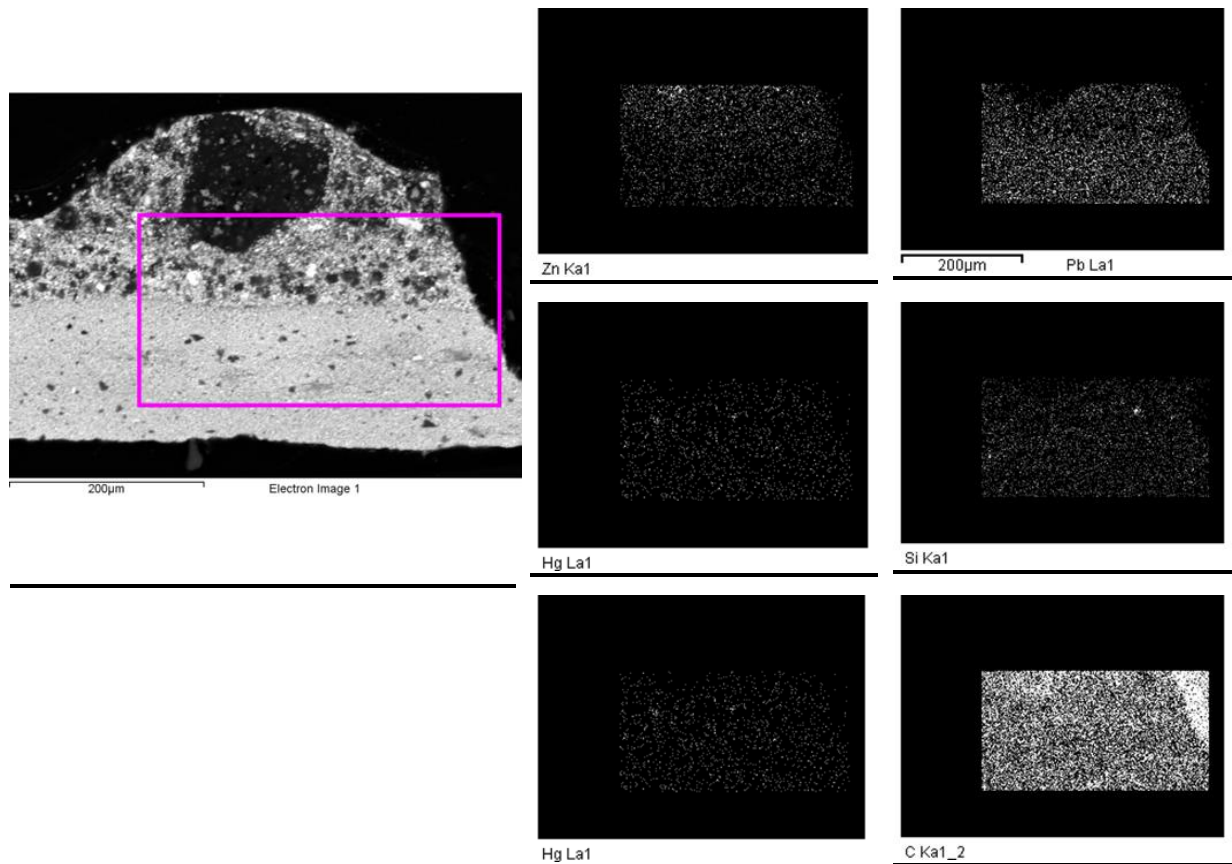 200µm
Electron Image 1
Zn Ka1
200µm
Pb La1
Hg La1
Si Ka1
Hg La1
C Ka1_2